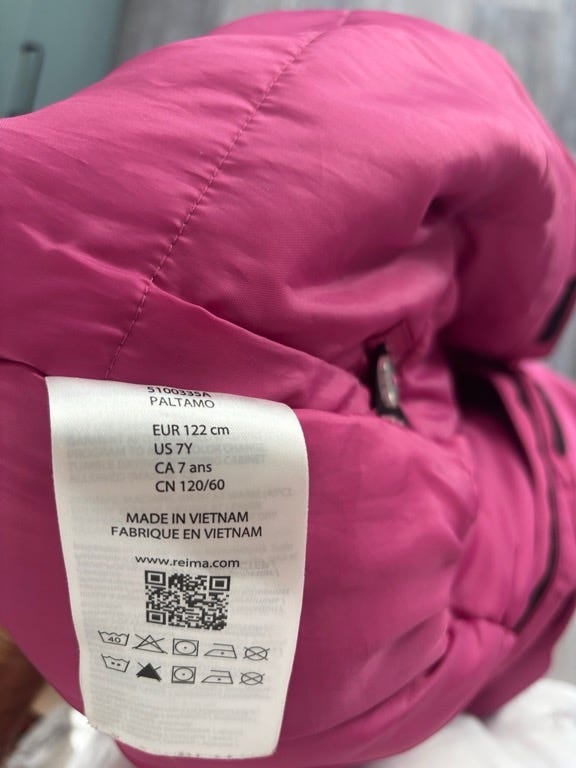 5100335A
PALTAMO
EUR 122 cm
US 7Y
CA 7 ans
CN 120/60
MADE IN VIETNAM
FABRIQUE EN VIETNAM
www.reima.com
40